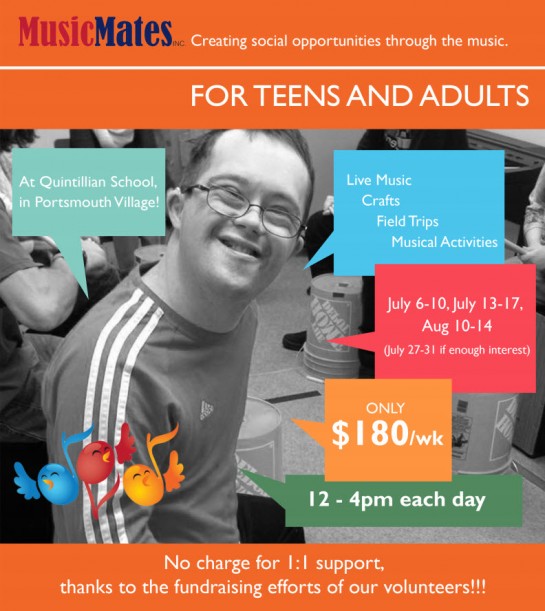 MusicMates INC. Creating social opportunities through the music.
FOR TEENS AND ADULTS
At Quintillian School,
in Portsmouth Village!
Live Music
Crafts
Field Trips
Musical Activities
July 6-10, July 13-17,
Aug 10-14
(July 27-31 if enough interest)
ONLY
$180/wk
12 - 4pm each day
adidas
No charge for 1:1 support,
thanks to the fundraising efforts of our volunteers!!!